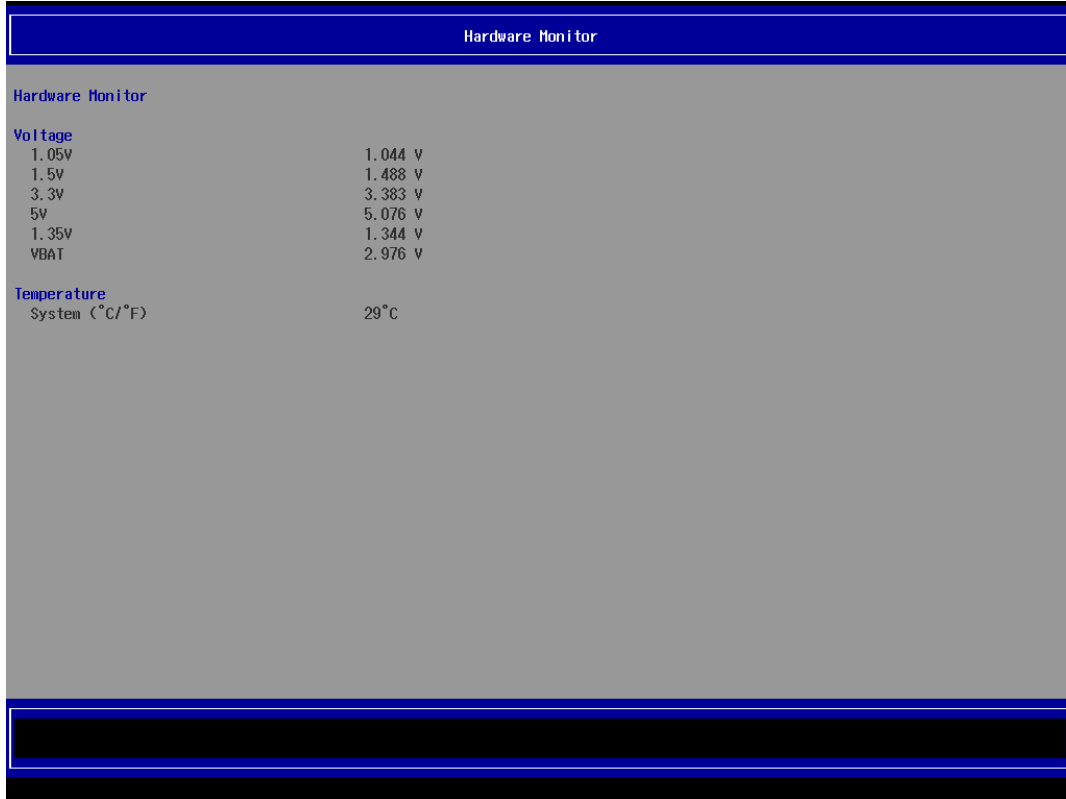 Hardware Monitor
Hardware Monitor
Voltage
1.05V 1.044 V
1.5V 1.488 V
3.3V 3.383 V
5V 5.076 V
1.35V 1.344 V
VBAT 2.976 V
Temperature
System (°C/°F) 29°C